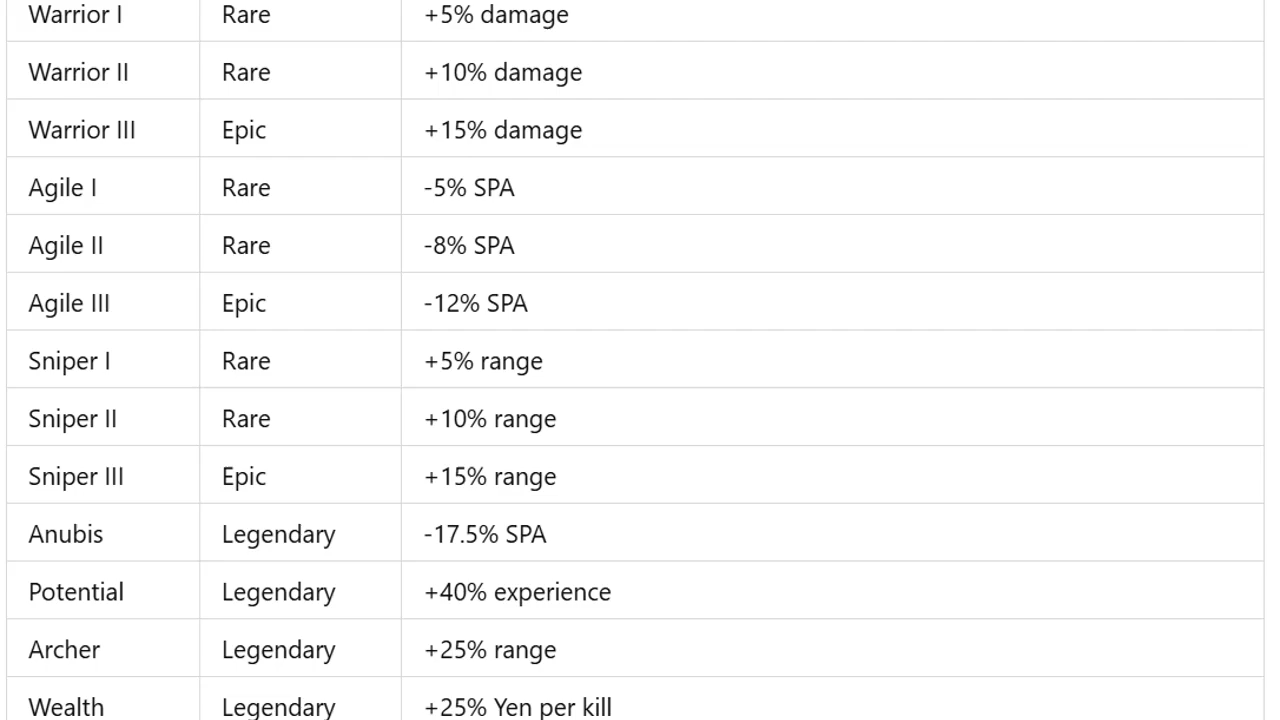 Warrior I Rare +5% damage
Warrior II Rare +10% damage
Warrior III Epic +15% damage
Agile I Rare -5% SPA
Agile II Rare -8% SPA
Agile III Epic -12% SPA
Sniper I Rare +5% range
Sniper II Rare +10% range
Sniper III Epic +15% range
Anubis Legendary -17.5% SPA
Potential Legendary +40% experience
Archer Legendary +25% range
Wealth Legendary +25% Yen per kill